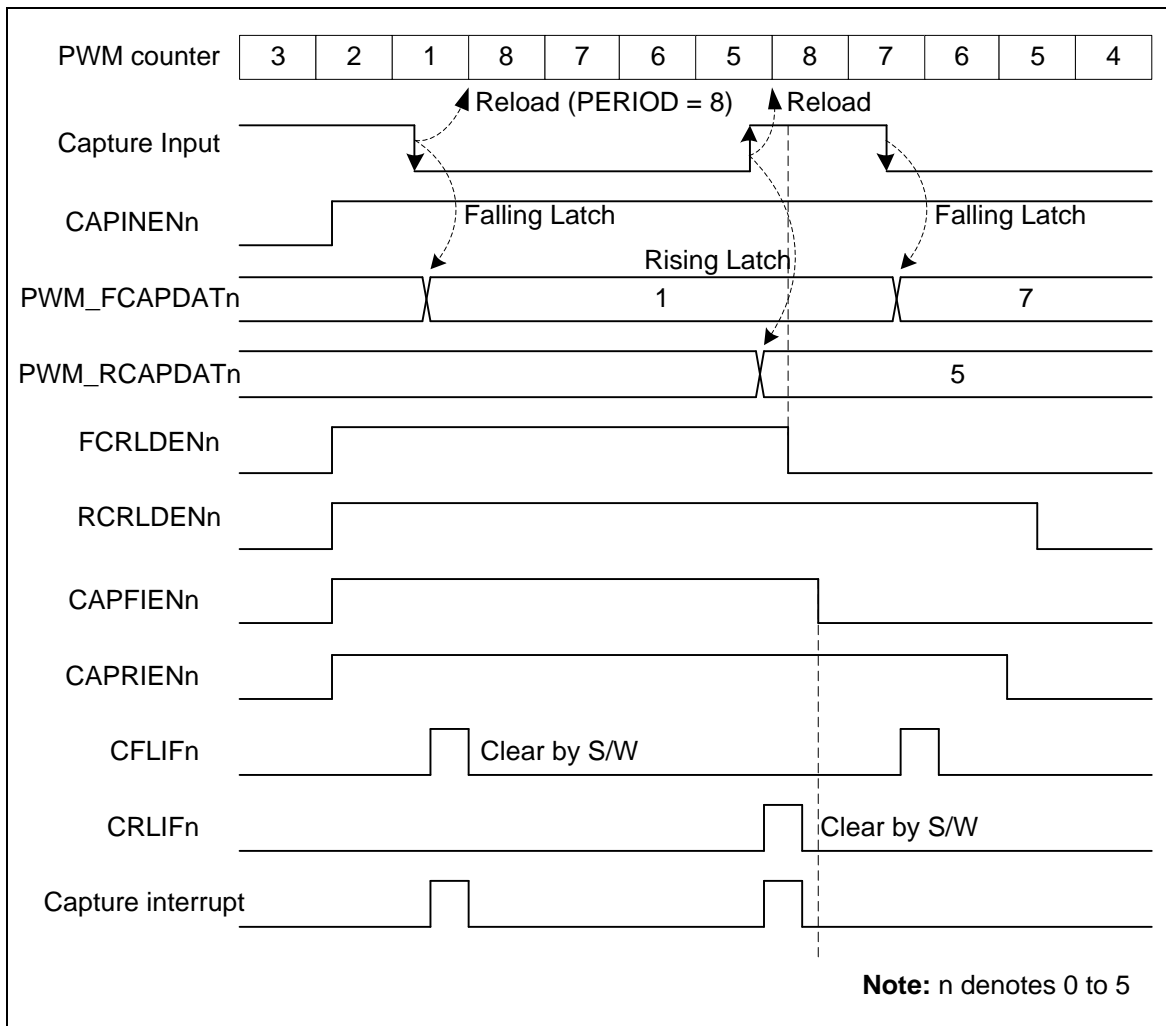 PWM counter 3 2 1 8 7 6 5 8 7 6 5 4
Reload (PERIOD = 8) Reload
Capture Input
CAPINENn Falling Latch Falling Latch
Rising Latch
PWM_FCAPDATn 1 7
PWM_RCAPDATn 5
FCRLDENn
RCRLDENn
CAPFIENn
CAPRIENn
CFLIFn Clear by S/W
CRLIFn Clear by S/W
Capture interrupt
Note: n denotes 0 to 5